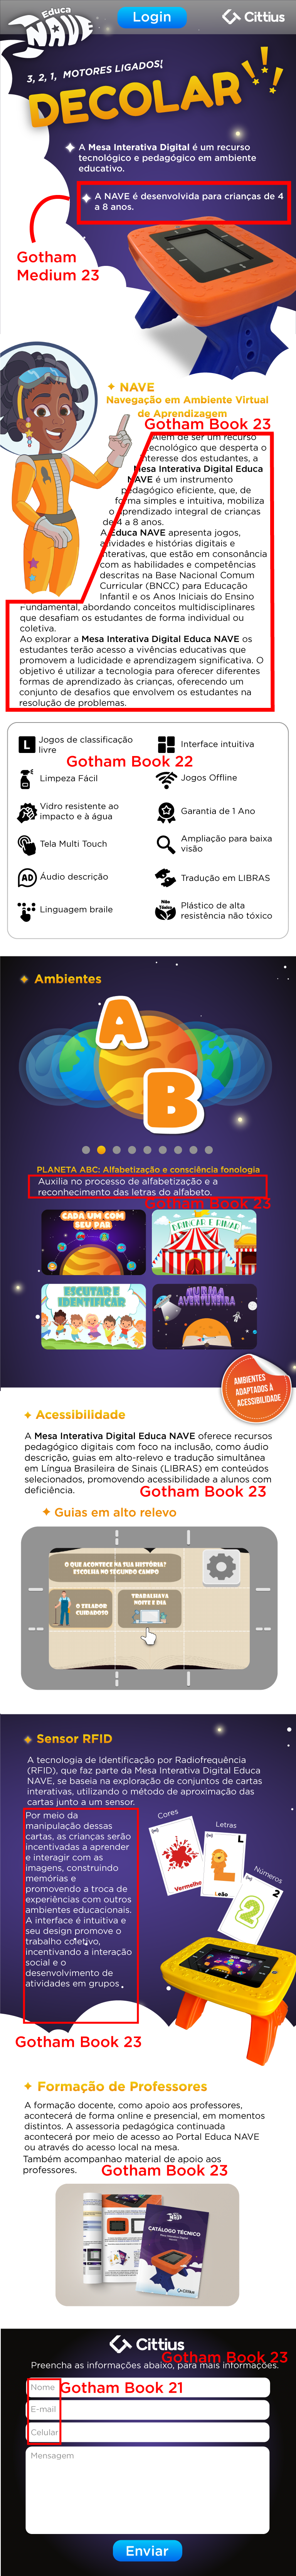 Educa
NAVE
Login
Cittius
3, 2, 1, MOTORES LIGADOS!
DECOLAR!!!
A Mesa Interativa Digital é um recurso
tecnológico e pedagógico em ambiente
educativo.
A NAVE é desenvolvida para crianças de 4
a 8 anos.
Gotham
Medium 23
NAVE
Navegação em Ambiente Virtual
de Aprendizagem
Gotham Book 23
Além de ser um recurso
tecnológico que desperta o
interesse dos estudantes, a
Mesa Interativa Digital Educa
NAVE é um instrumento
pedagógico eficiente, que, de
forma simples e intuitiva, mobiliza
o aprendizado integral de crianças
de 4 a 8 anos.
A Educa NAVE apresenta jogos,
atividades e histórias digitais e
interativas, que estão em consonância
com as habilidades e competências
descritas na Base Nacional Comum
Curricular (BNCC) para Educação
Infantil e os Anos Iniciais do Ensino
Fundamental, abordando conceitos multidisciplinares
que desafiam os estudantes de forma individual ou
coletiva.
Ao explorar a Mesa Interativa Digital Educa NAVE os
estudantes terão acesso a vivências educativas que
promovem a ludicidade e aprendizagem significativa. O
objetivo é utilizar a tecnologia para oferecer diferentes
formas de aprendizado às crianças, oferecendo um
conjunto de desafios que envolvem os estudantes na
resolução de problemas.
L
Jogos de classificação
livre
Interface intuitiva
Gotham Book 22
Limpeza Fácil
Jogos Offline
Vidro resistente ao
impacto e à água
Garantia de 1 Ano
Tela Multi Touch
Ampliação para baixa
visão
AD
Áudio descrição
Tradução em LIBRAS
Linguagem braile
Não
Tóxico
Plástico de alta
resistência não tóxico
Ambientes
A
B
PLANETA ABC: Alfabetização e consciência fonologia
Auxilia no processo de alfabetização e a
reconhecimento das letras do alfabeto.
Gotham Book 23
CADA UM COM
SEU PAR
BRINCAR E RIMAR
ESCUTAR E
IDENTIFICAR
TURMA
AVENTUREIRA
AMBIENTES
ADAPTADOS À
ACESSIBILIDADE
Acessibilidade
A Mesa Interativa Digital Educa NAVE oferece recursos
pedagógico digitais com foco na inclusão, como áudio
descrição, guias em alto-relevo e tradução simultânea
em Língua Brasileira de Sinais (LIBRAS) em conteúdos
selecionados, promovendo acessibilidade a alunos com
deficiência.
Gotham Book 23
Guias em alto relevo
O QUE ACONTECE NA SUA HISTÓRIA?
ESCOLHA NO SEGUNDO CAMPO
O ZELADOR
CUIDADOSO
TRABALHAVA
NOITE E DIA
Sensor RFID
A tecnologia de Identificação por Radiofrequência
(RFID), que faz parte da Mesa Interativa Digital Educa
NAVE, se baseia na exploração de conjuntos de cartas
interativas, utilizando o método de aproximação das
cartas junto a um sensor.
Por meio da
manipulação dessas
cartas, as crianças serão
incentivadas a aprender
e interagir com as
imagens, construindo
memórias e
promovendo a troca de
experiências com outros
ambientes educacionais.
A interface é intuitiva e
seu design promove o
trabalho coletivo,
incentivando a interação
social e o
desenvolvimento de
atividades em grupos.
Cores
Letras
Números
Vermelho
L
Leão
2
2
Gotham Book 23
Formação de Professores
A formação docente, como apoio aos professores,
acontecerá de forma online e presencial, em momentos
distintos. A assessoria pedagógica continuada
acontecerá por meio de acesso ao Portal Educa NAVE
ou através do acesso local na mesa.
Também acompanhao material de apoio aos
professores.
Gotham Book 23
NAVE
CATÁLOGO TÉCNICO
Mesa Interativa Digital
Cittius
Cittius
Gotham Book 23
Preencha as informações abaixo, para mais informações.
Nome
Gotham Book 21
E-mail
Celular
Mensagem
Enviar